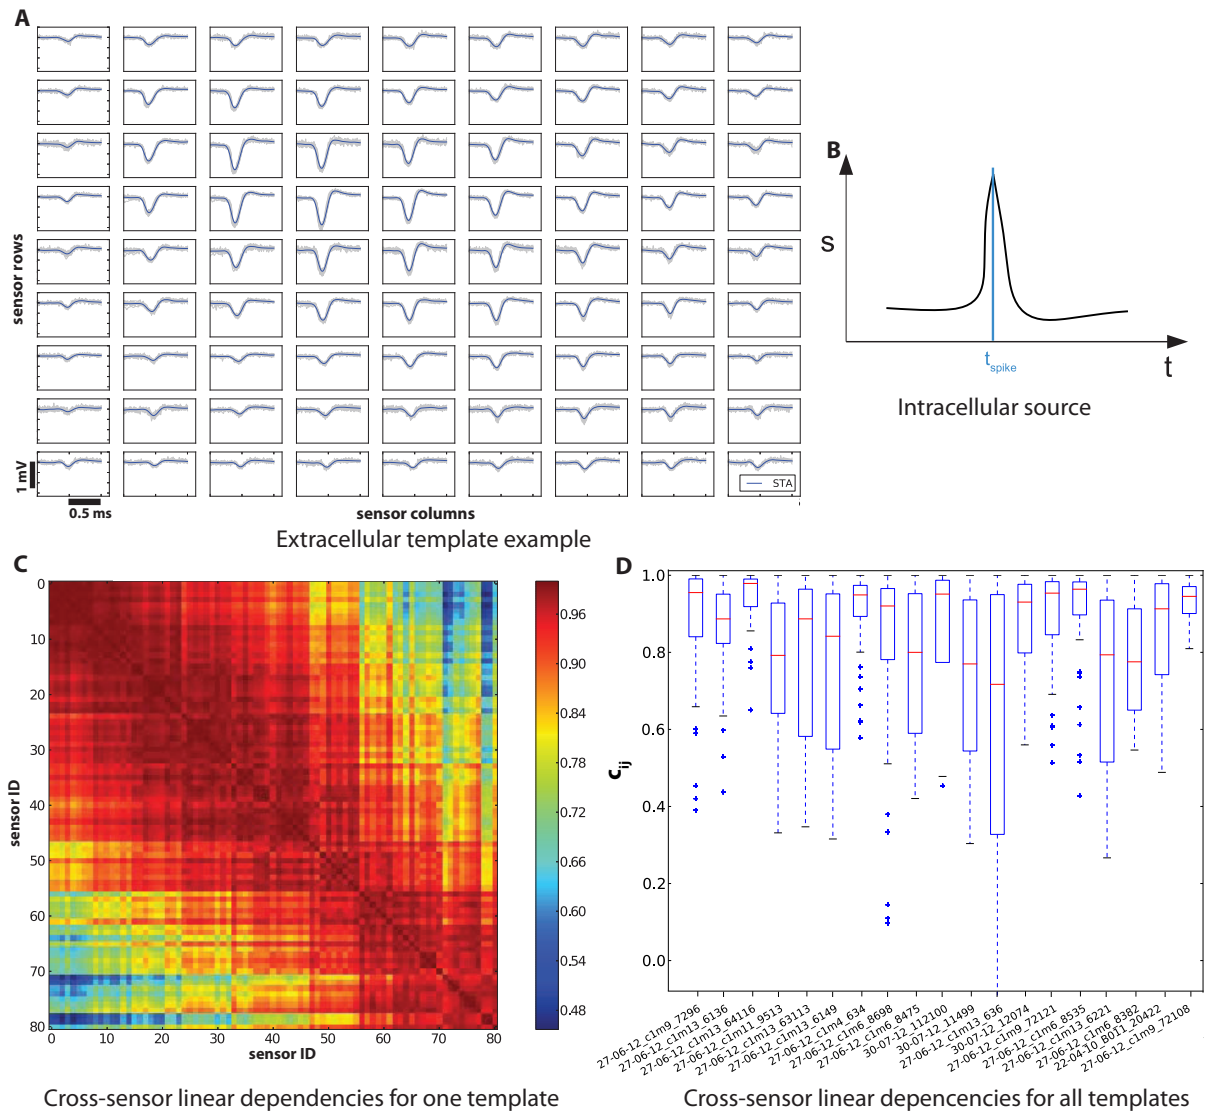 A
sensor rows
1 mV
0.5 ms
sensor columns
STA
Extracellular template example
B
S
t
spike
t
Intracellular source
C
0
10
20
30
40
50
60
70
80
sensor ID
0
10
20
30
40
50
60
70
80
sensor ID
0.96
0.90
0.84
0.78
0.72
0.66
0.60
0.54
0.48
Cross-sensor linear dependencies for one template
D
1.0
0.8
0.6
0.4
0.2
0.0
c_ij
27-06-12_c1m9_7296
27-06-12_c1m13_6136
27-06-12_c1m13_64116
27-06-12_c1m11_9513
27-06-12_c1m13_63113
27-06-12_c1m13_6149
27-06-12_c1m4_634
27-06-12_c1m6_8698
27-06-12_c1m6_8475
30-07-12_112100
30-07-12_11499
27-06-12_c1m13_636
30-07-12_12074
27-06-12_c1m9_72121
27-06-12_c1m6_8535
27-06-12_c1m13_6221
27-06-12_c1m6_8382
22-04-10_B011_20422
27-06-12_c1m9_72108
Cross-sensor linear depencencies for all templates